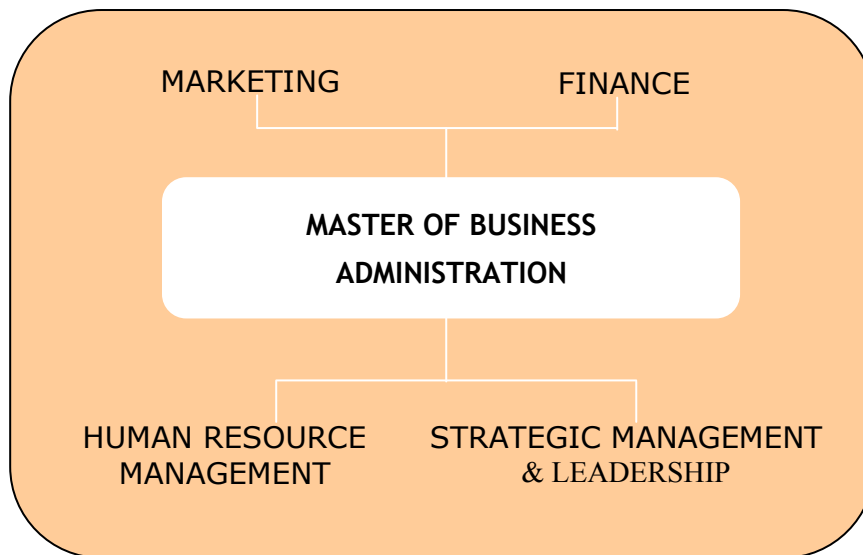 MARKETING
FINANCE
MASTER OF BUSINESS
ADMINISTRATION
HUMAN RESOURCE
MANAGEMENT
STRATEGIC MANAGEMENT
& LEADERSHIP